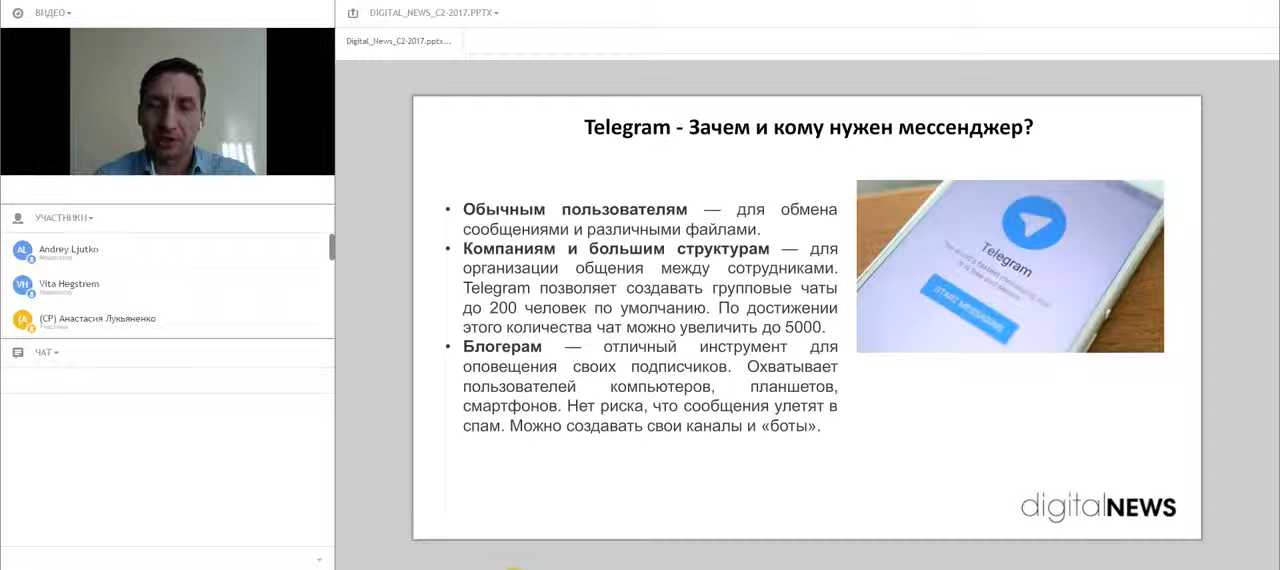 ВИДЕО
DIGITAL_NEWS_C2-2017.PPTX
Digital_News_C2-2017.pptx...
УЧАСТНИКИ
AL
Andrey Ljutko
VH
Vita Hegstrem
(А
(СР) Анастасия Лукьяненко
ЧАТ
Telegram - Зачем и кому нужен мессенджер?
• Обычным пользователям — для обмена
сообщениями и различными файлами.
• Компаниям и большим структурам — для
организации общения между сотрудниками.
Telegram позволяет создавать групповые чаты
до 200 человек по умолчанию. По достижении
этого количества чат можно увеличить до 5000.
• Блогерам — отличный инструмент для
оповещения своих подписчиков. Охватывает
пользователей компьютеров, планшетов,
смартфонов. Нет риска, что сообщения улетят в
спам. Можно создавать свои каналы и «боты».
Telegram
START MESSAGING
digitalNEWS